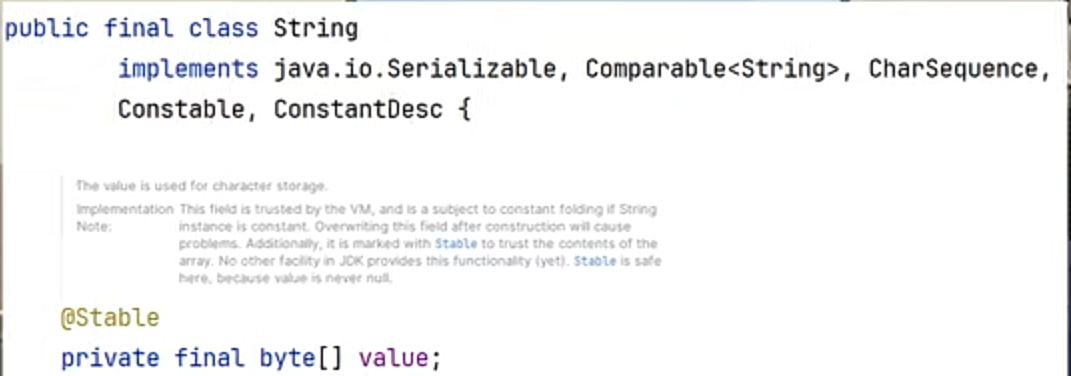 public final class String
implements java.io.Serializable, Comparable<String>, CharSequence,
Constable, ConstantDesc {
The value is used for character storage.
Implementation Note: This field is trusted by the VM, and is a subject to constant folding if String
instance is constant. Overwriting this field after construction will cause
problems. Additionally, it is marked with Stable to trust the contents of the
array. No other facility in JDK provides this functionality (yet). Stable is safe
here, because value is never null.
@Stable
private final byte[] value;